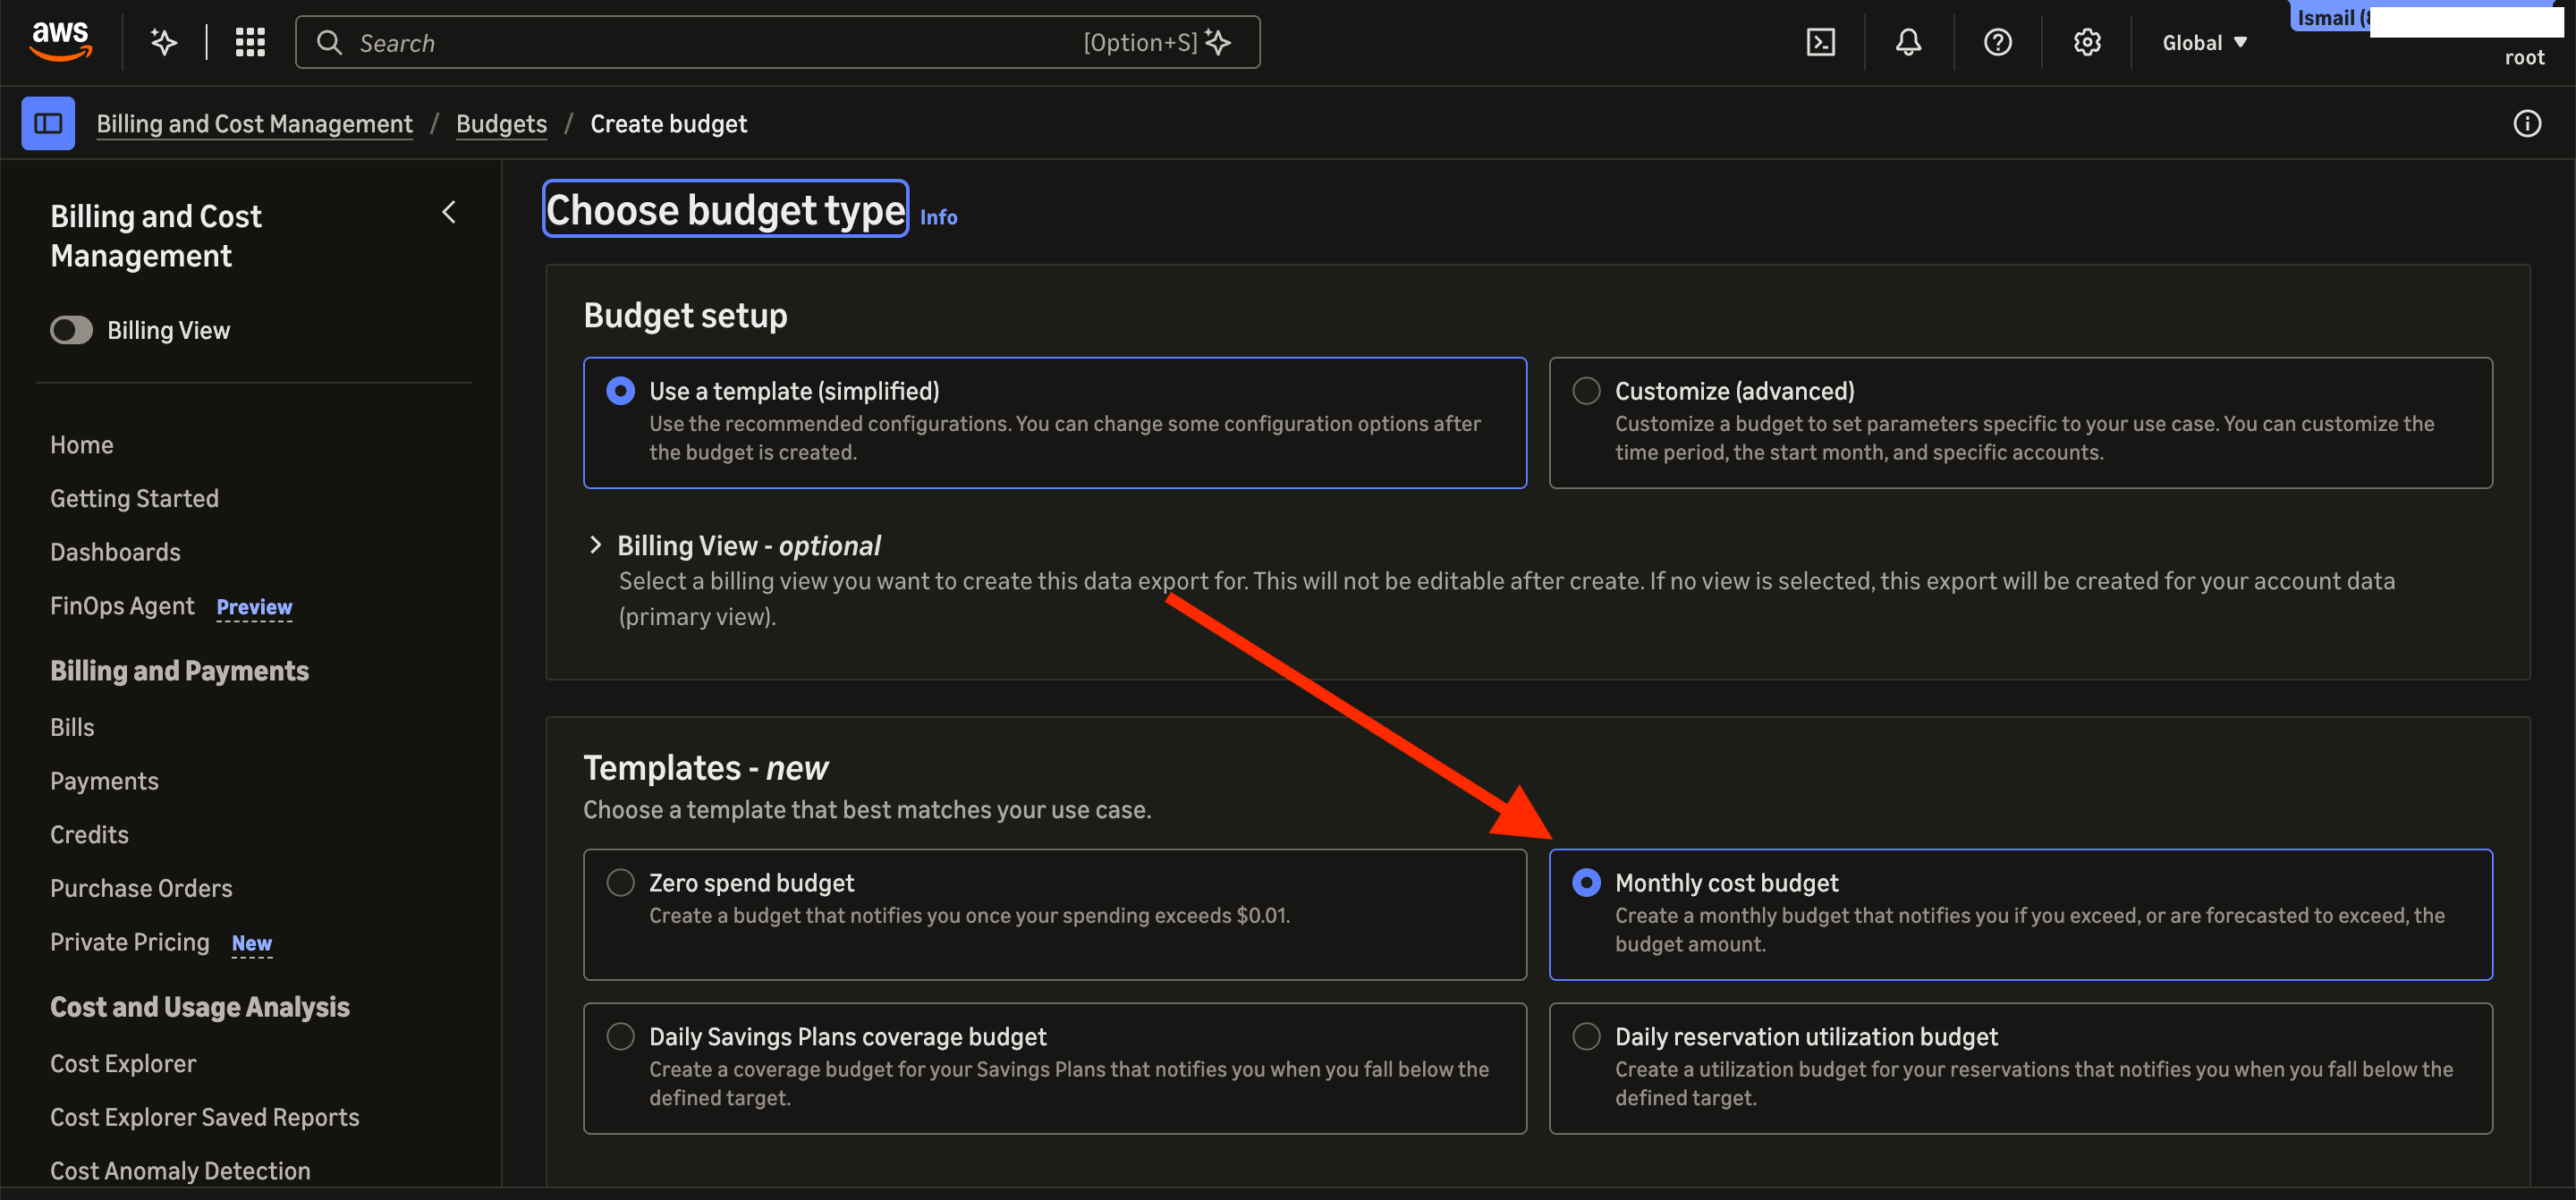 aws
Search [Option+S]
Global
Ismail (
root
Billing and Cost Management / Budgets / Create budget
Billing and Cost
Management
Billing View
Home
Getting Started
Dashboards
FinOps Agent Preview
Billing and Payments
Bills
Payments
Credits
Purchase Orders
Private Pricing New
Cost and Usage Analysis
Cost Explorer
Cost Explorer Saved Reports
Cost Anomaly Detection
Choose budget type Info
Budget setup
Use a template (simplified)
Use the recommended configurations. You can change some configuration options after
the budget is created.
Customize (advanced)
Customize a budget to set parameters specific to your use case. You can customize the
time period, the start month, and specific accounts.
Billing View - optional
Select a billing view you want to create this data export for. This will not be editable after create. If no view is selected, this export will be created for your account data
(primary view).
Templates - new
Choose a template that best matches your use case.
Zero spend budget
Create a budget that notifies you once your spending exceeds $0.01.
Monthly cost budget
Create a monthly budget that notifies you if you exceed, or are forecasted to exceed, the
budget amount.
Daily Savings Plans coverage budget
Create a coverage budget for your Savings Plans that notifies you when you fall below the
defined target.
Daily reservation utilization budget
Create a utilization budget for your reservations that notifies you when you fall below the
defined target.